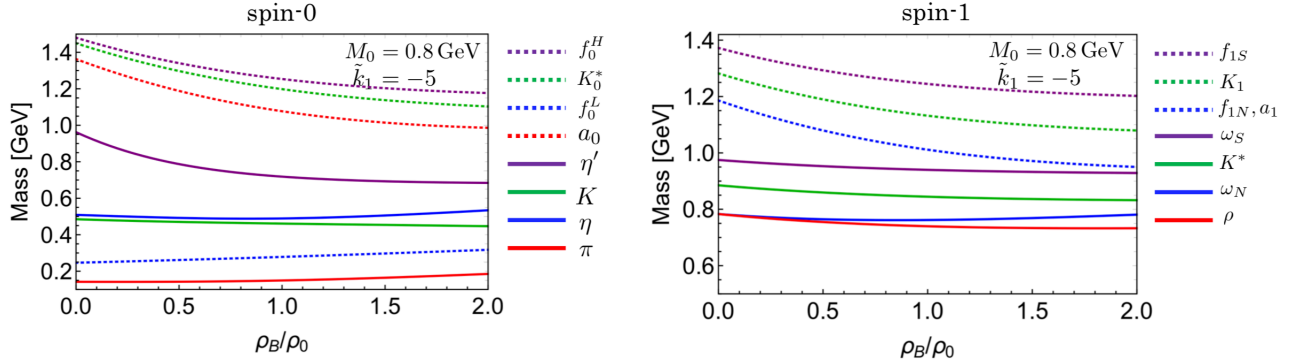 spin-0
Mass [GeV]
1.4
1.2
1.0
0.8
0.6
0.4
0.2
0.0
0.5
1.0
1.5
2.0
ρ_B/ρ_0
M_0 = 0.8 GeV
k̃_1 = −5
f_0^H
K_0^*
f_0^L
a_0
η′
K
η
π
spin-1
Mass [GeV]
1.4
1.2
1.0
0.8
0.6
0.0
0.5
1.0
1.5
2.0
ρ_B/ρ_0
M_0 = 0.8 GeV
k̃_1 = −5
f_{1S}
K_1
f_{1N}, a_1
ω_S
K^*
ω_N
ρ